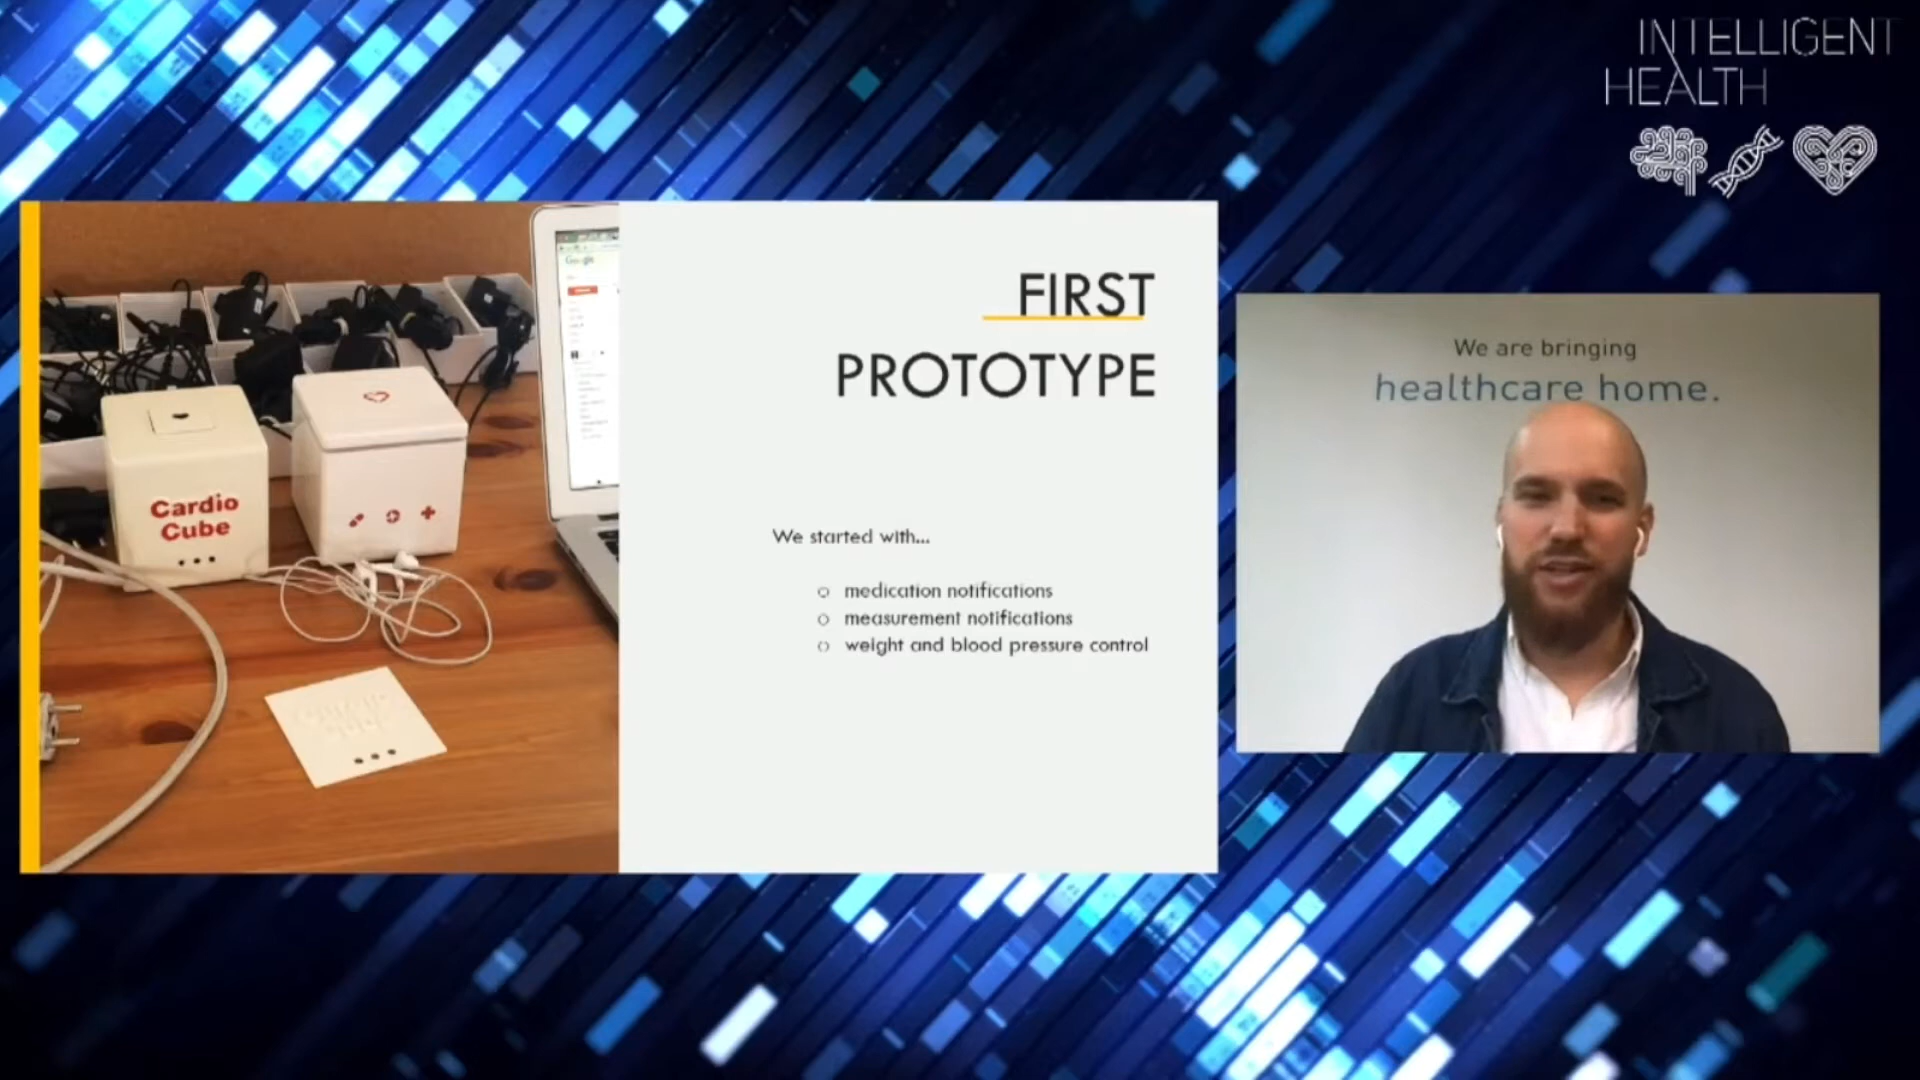 INTELLIGENT
HEALTH
FIRST
PROTOTYPE
We started with...
medication notifications
measurement notifications
weight and blood pressure control
Cardio
Cube
Google
We are bringing
healthcare home.